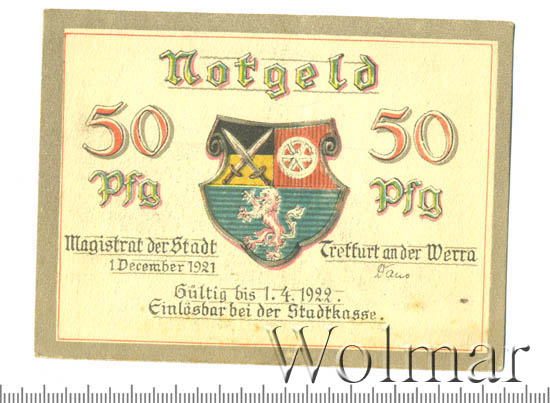 Notgeld
50 50
Pfg Pfg
Magistrat der Stadt Treffurt an der Werra
1 December 1921
Gültig bis 1.4.1922.
Einlösbar bei der Stadtkasse.
Wolmar